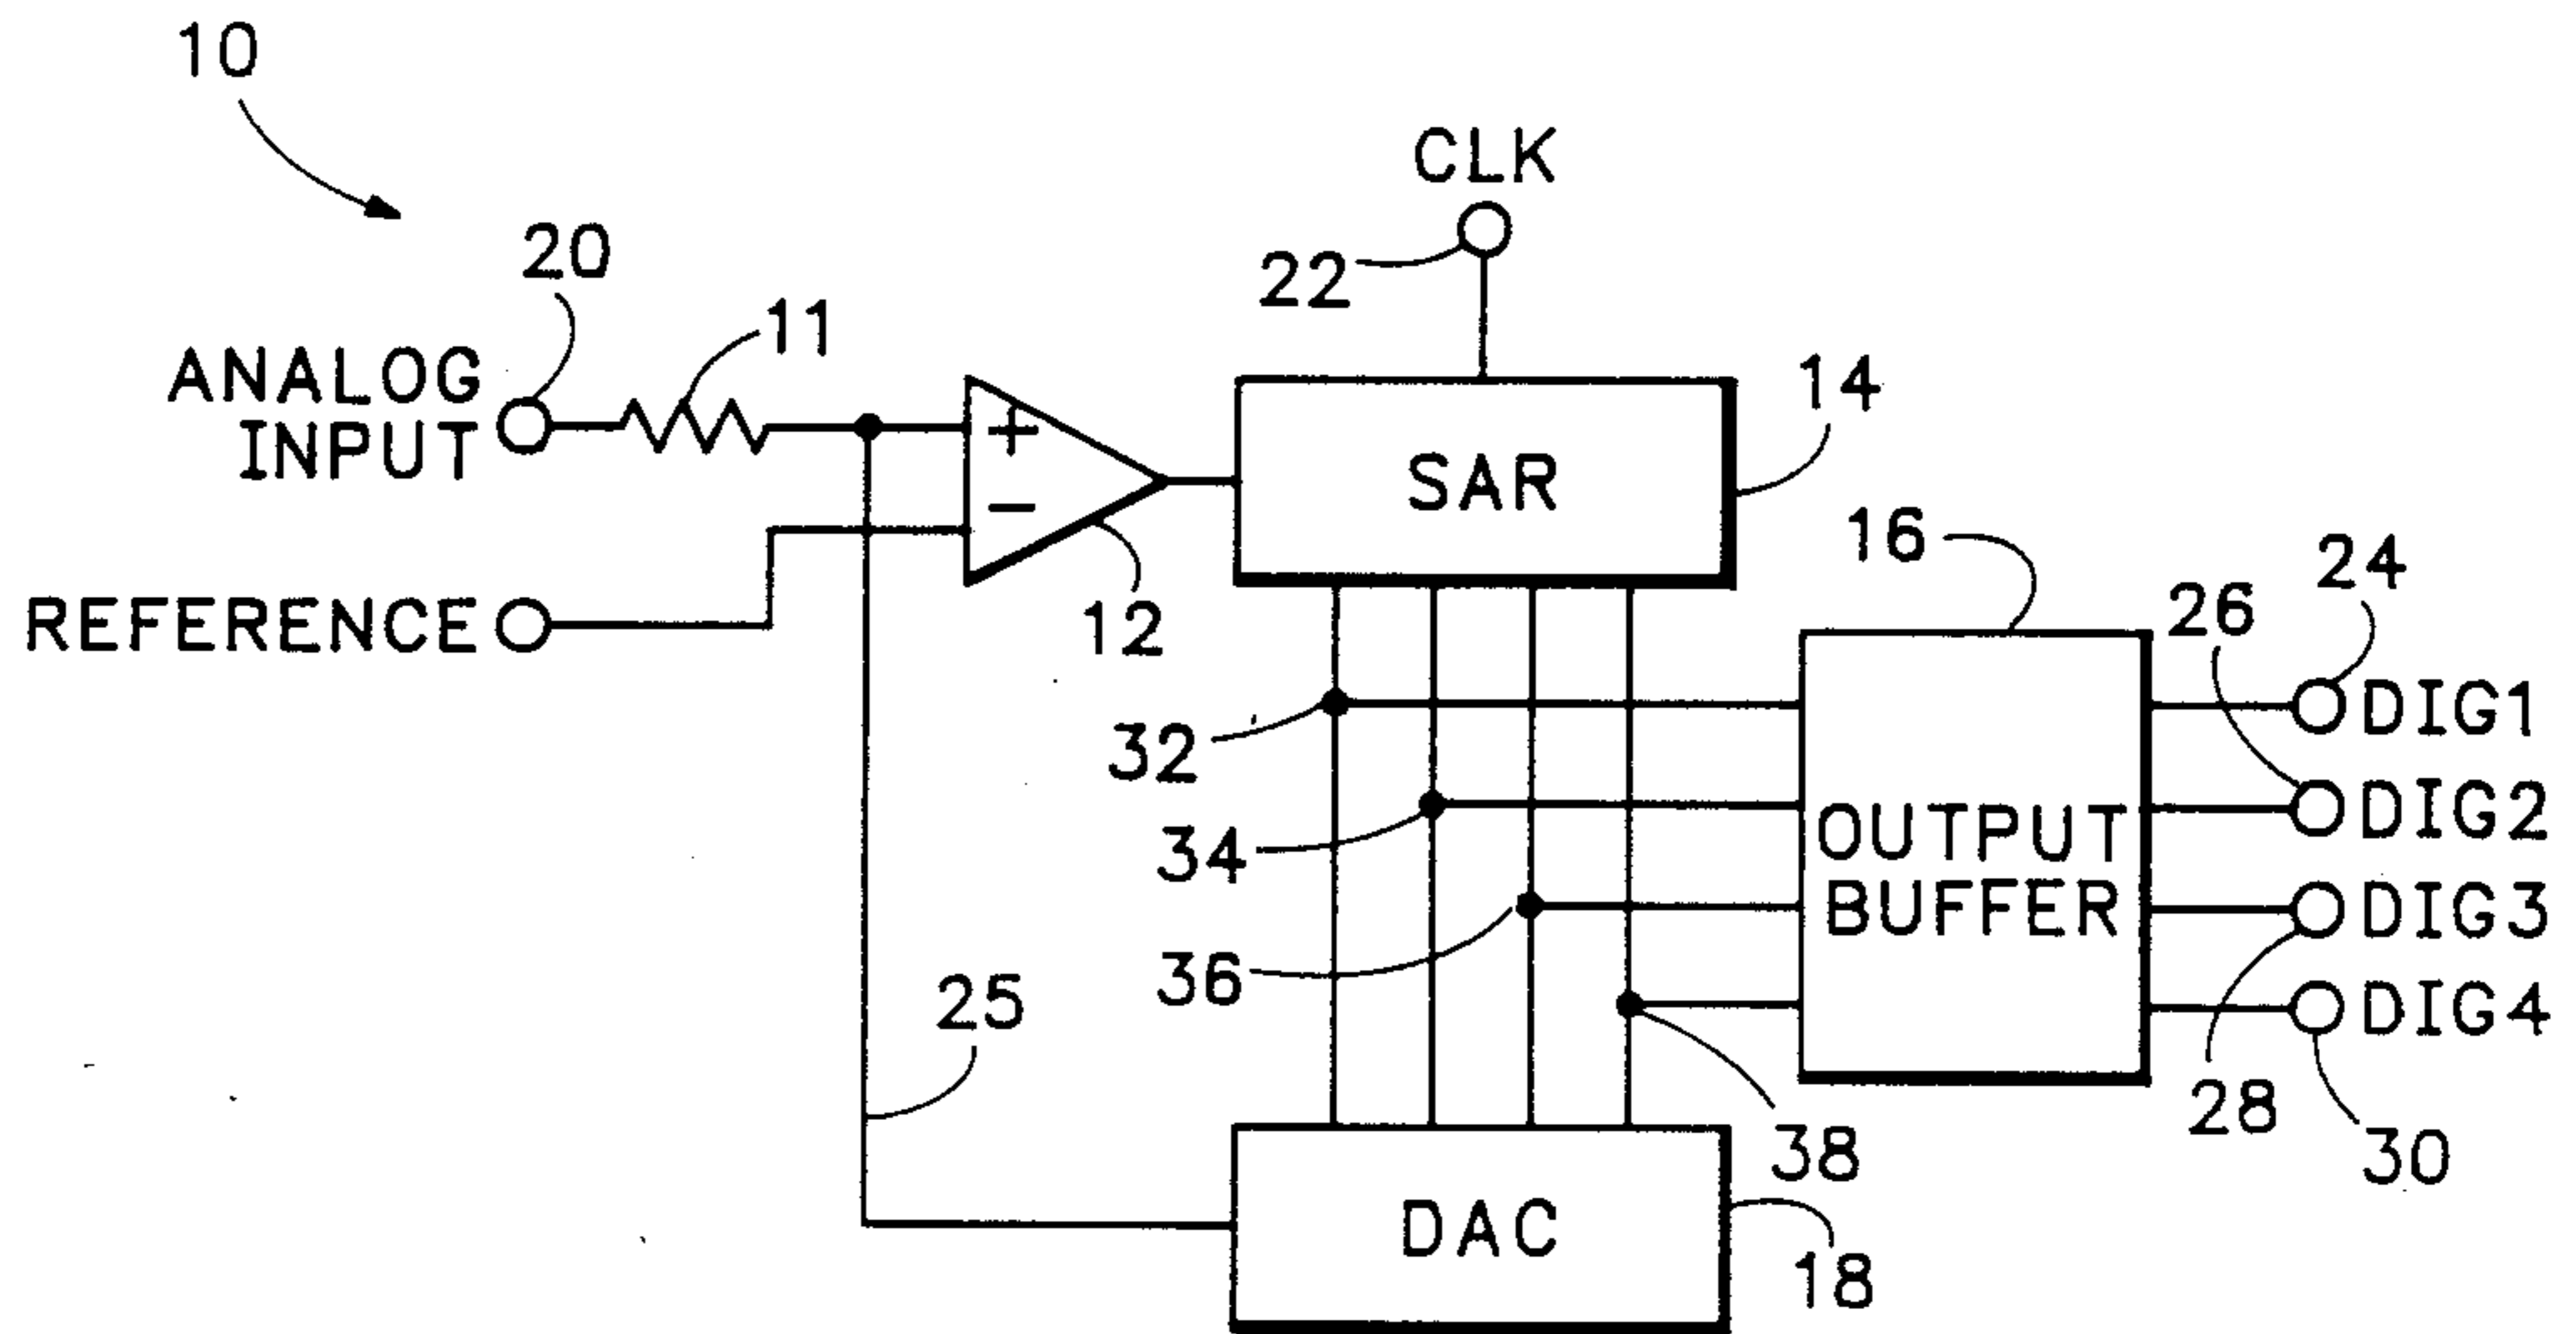 10
CLK
20
22
11
ANALOG
INPUT
14
+
SAR
−
16
24
REFERENCE
12
26
DIG1
32
DIG2
OUTPUT
34
BUFFER
DIG3
36
25
DIG4
28
38
30
DAC
18